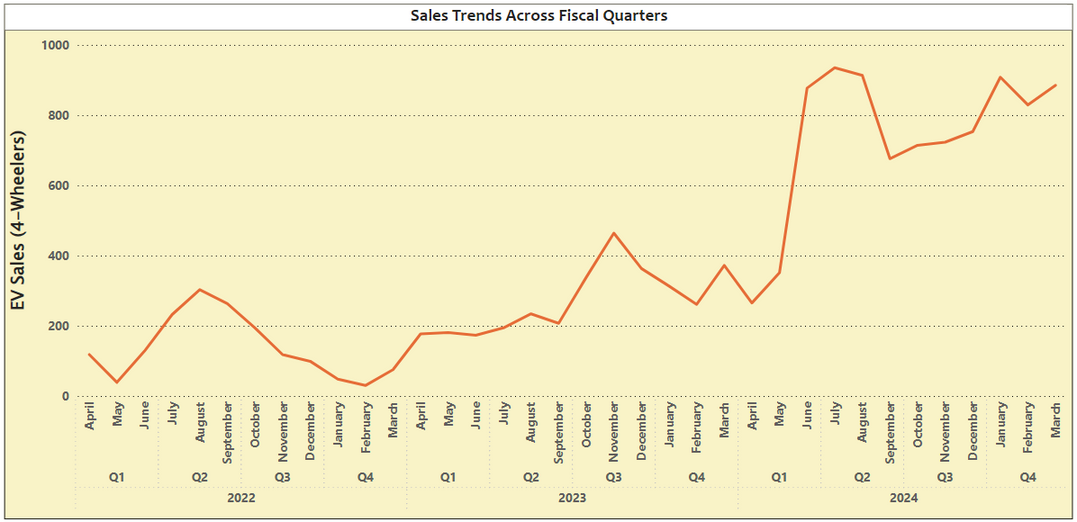 Sales Trends Across Fiscal Quarters
EV Sales (4-Wheelers)
1000
800
600
400
200
0
April May June July August September October November December January February March April May June July August September October November December January February March April May June July August September October November December January February March
Q1 Q2 Q3 Q4 Q1 Q2 Q3 Q4 Q1 Q2 Q3 Q4
2022 2023 2024